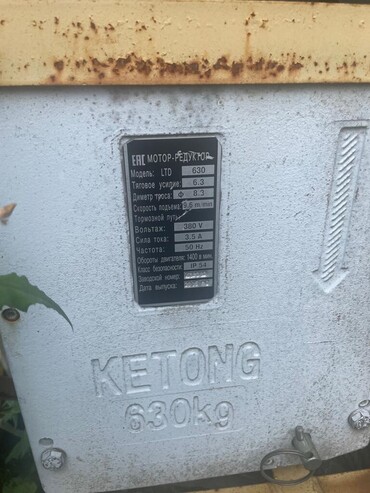 EAC МОТОР-РЕДУКТОР
Модель: LTD 630
Тяговое усилие: 6.3
Диметр троса: Ф 8.3
Скорость подъема: 9.6 m/min
Тормозной путь:
Вольтаж: 380 V
Сила тока: 3.5 A
Частота: 50 Hz
Обороты двигателя: 1400 в мин.
Класс безопасности: IP 54
Заводской номер:
Дата выпуска:
KETONG
630kg